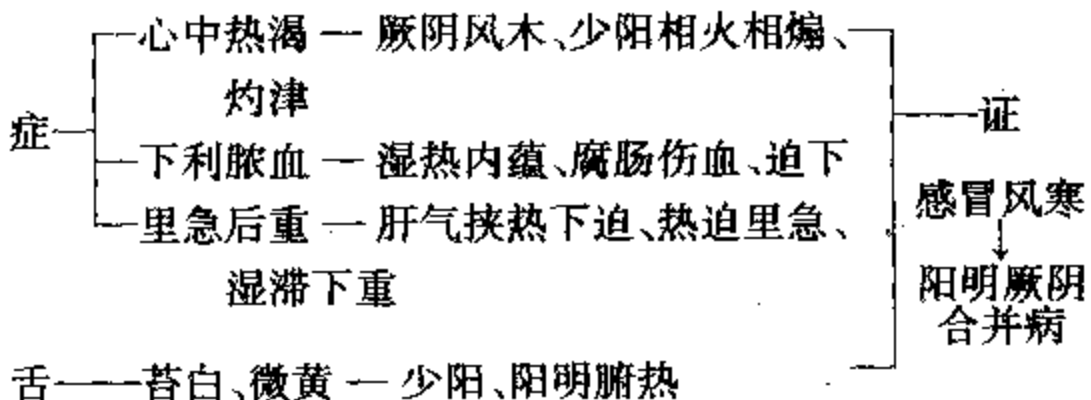 症
心中热渴 — 厥阴风木、少阳相火相煽、
灼津
下利脓血 — 湿热内蕴、腐肠伤血、迫下
里急后重 — 肝气挟热下迫、热迫里急、
湿滞下重
舌 — 苔白、微黄 — 少阳、阳明腑热
证
感冒风寒
↓
阳明厥阴
合并病